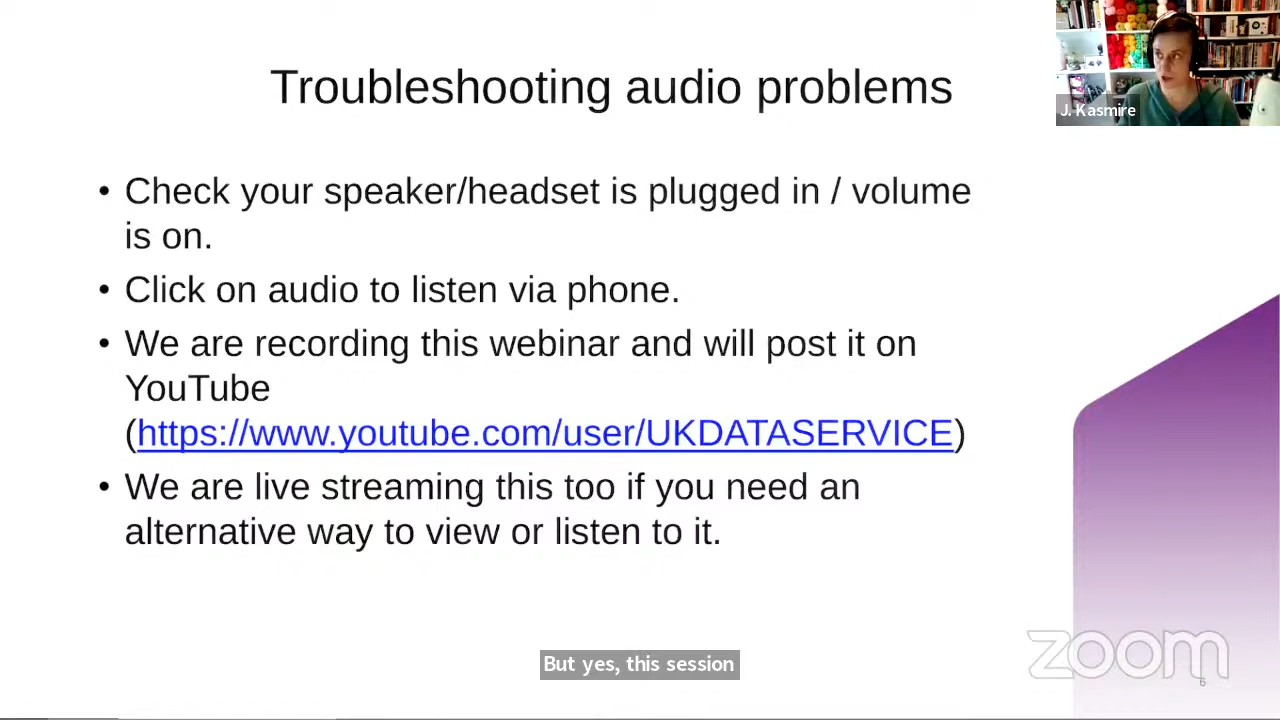 Troubleshooting audio problems
J. Kasmire
• Check your speaker/headset is plugged in / volume
is on.
• Click on audio to listen via phone.
• We are recording this webinar and will post it on
YouTube
(https://www.youtube.com/user/UKDATASERVICE)
• We are live streaming this too if you need an
alternative way to view or listen to it.
But yes, this session
zoom
6